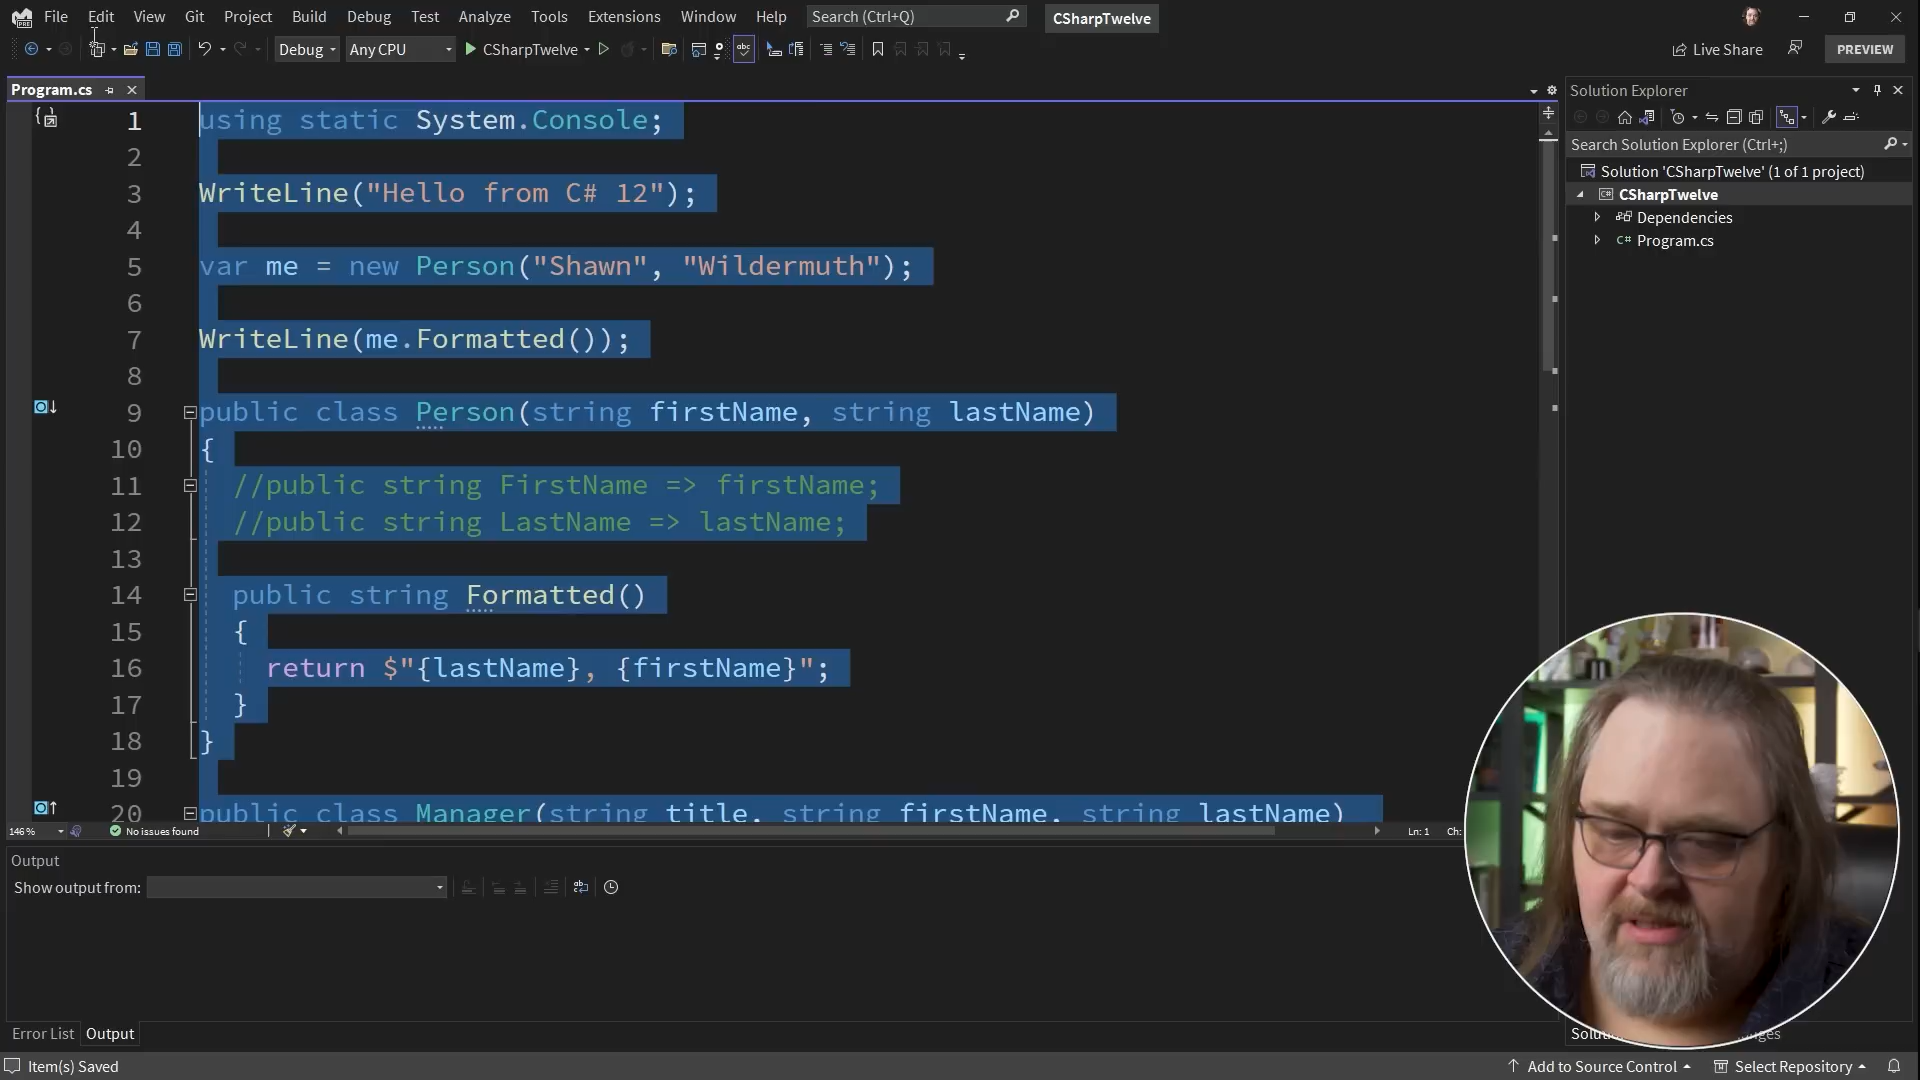 File Edit View Git Project Build Debug Test Analyze Tools Extensions Window Help Search (Ctrl+Q) CSharpTwelve
Debug Any CPU CSharpTwelve Live Share PREVIEW
Program.cs
Solution Explorer
Search Solution Explorer (Ctrl+;)
Solution 'CSharpTwelve' (1 of 1 project)
CSharpTwelve
Dependencies
C# Program.cs
1 using static System.Console;
2
3 WriteLine("Hello from C# 12");
4
5 var me = new Person("Shawn", "Wildermuth");
6
7 WriteLine(me.Formatted());
8
9 public class Person(string firstName, string lastName)
10 {
11 //public string FirstName => firstName;
12 //public string LastName => lastName;
13
14 public string Formatted()
15 {
16 return $"{lastName}, {firstName}";
17 }
18 }
19
20 public class Manager(string title, string firstName, string lastName)
146 % No issues found Ln: 1 Ch:
Output
Show output from:
Error List Output
Item(s) Saved Add to Source Control Select Repository